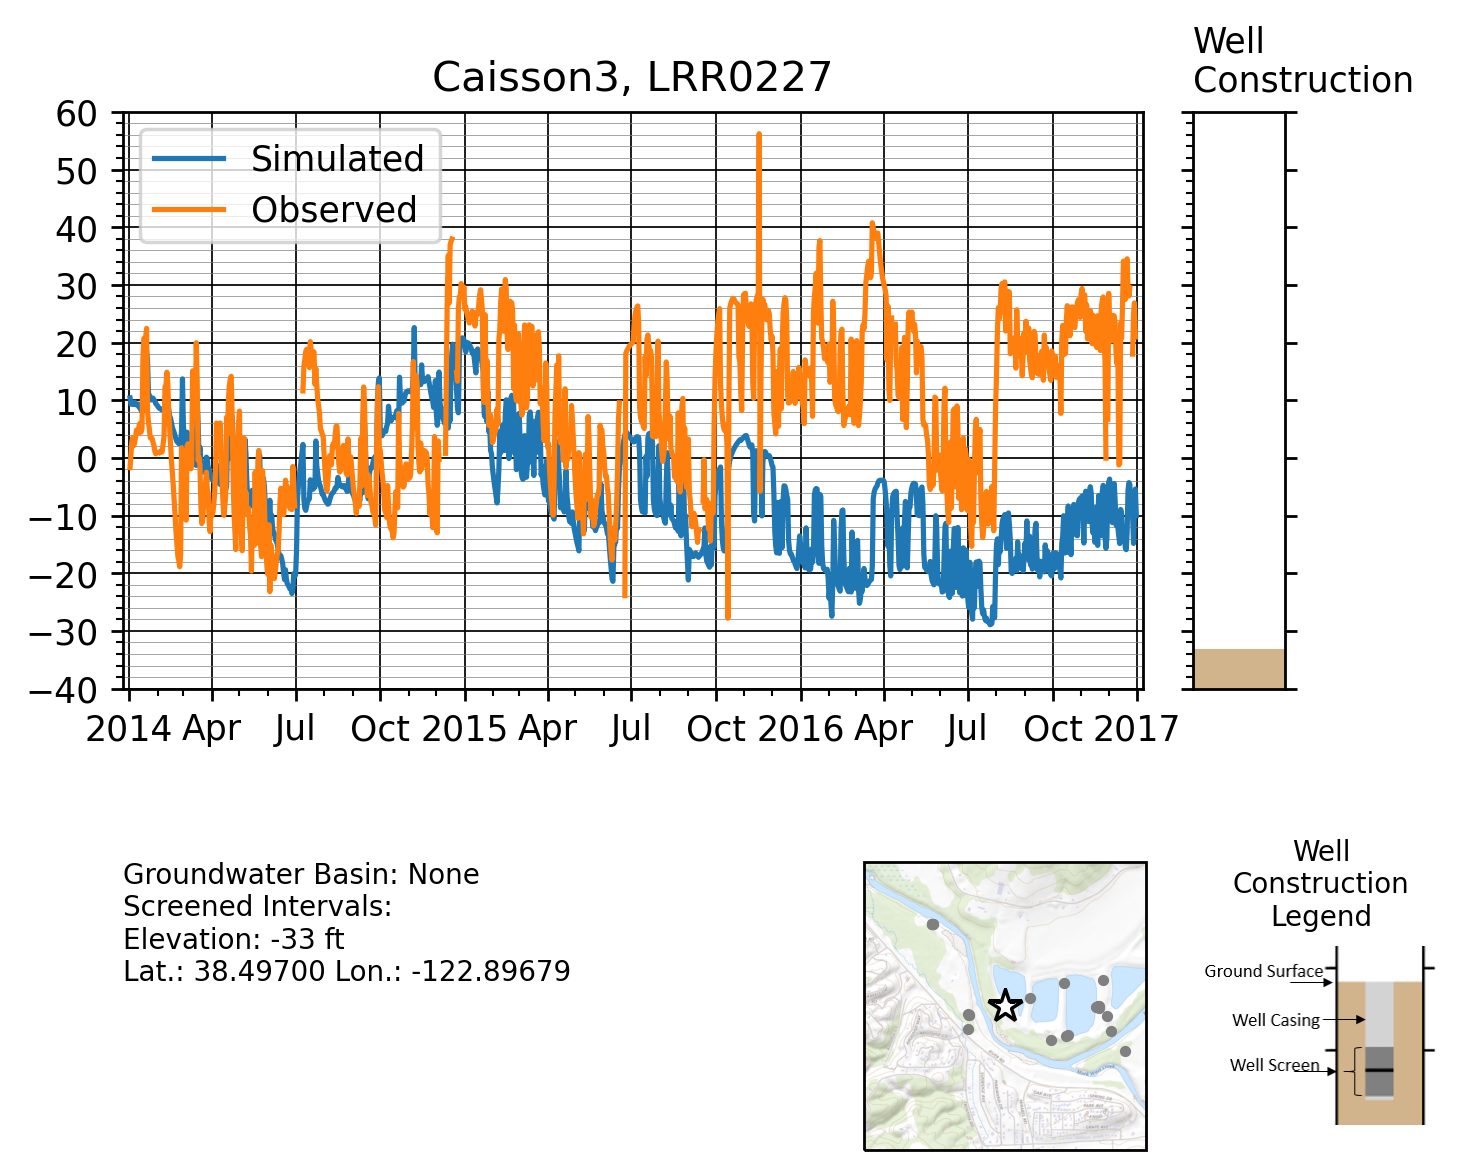 Caisson3, LRR0227
Well
Construction
60
50
40
30
20
10
0
−10
−20
−30
−40
Simulated
Observed
2014 Apr Jul Oct 2015 Apr Jul Oct 2016 Apr Jul Oct 2017
Groundwater Basin: None
Screened Intervals:
Elevation: -33 ft
Lat.: 38.49700 Lon.: -122.89679
Well
Construction
Legend
Ground Surface
Well Casing
Well Screen